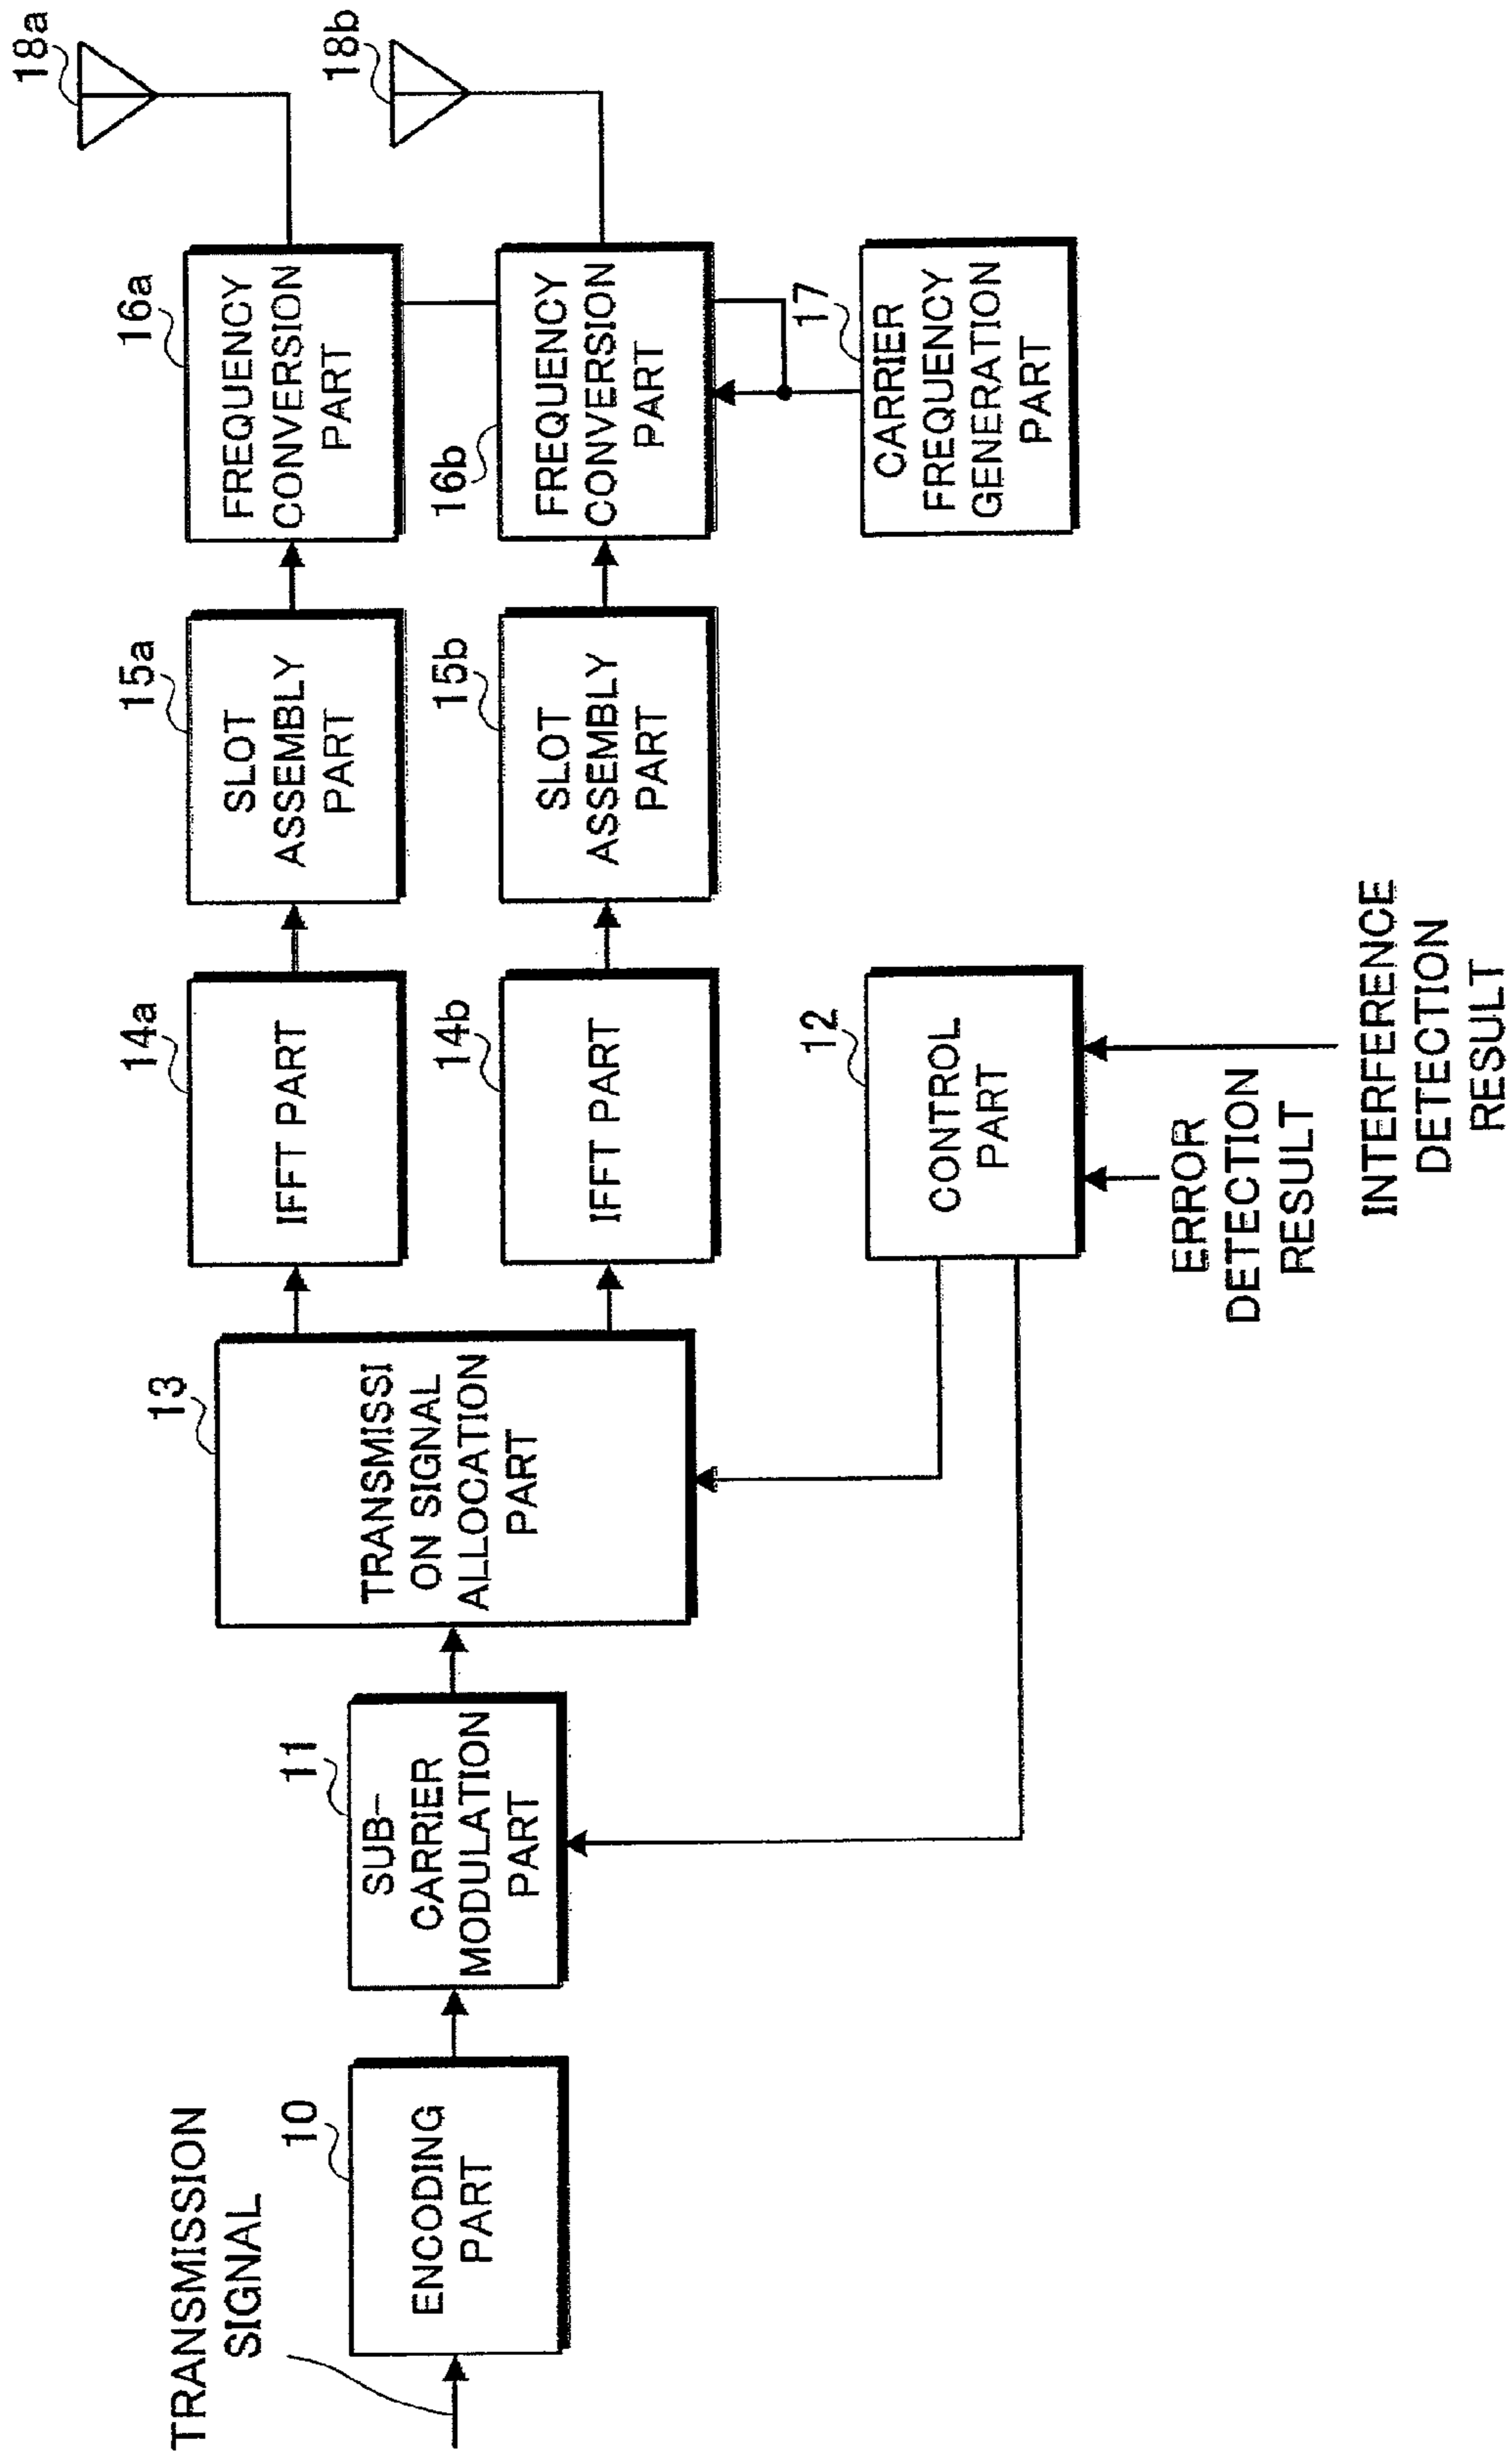 TRANSMISSION
SIGNAL
10
ENCODING
PART
11
SUB-
CARRIER
MODULATION
PART
13
TRANSMISSI
ON SIGNAL
ALLOCATION
PART
14a
IFFT PART
15a
SLOT
ASSEMBLY
PART
16a
FREQUENCY
CONVERSION
PART
18a
14b
IFFT PART
15b
SLOT
ASSEMBLY
PART
16b
FREQUENCY
CONVERSION
PART
18b
12
CONTROL
PART
17
CARRIER
FREQUENCY
GENERATION
PART
ERROR
DETECTION
RESULT
INTERFERENCE
DETECTION
RESULT